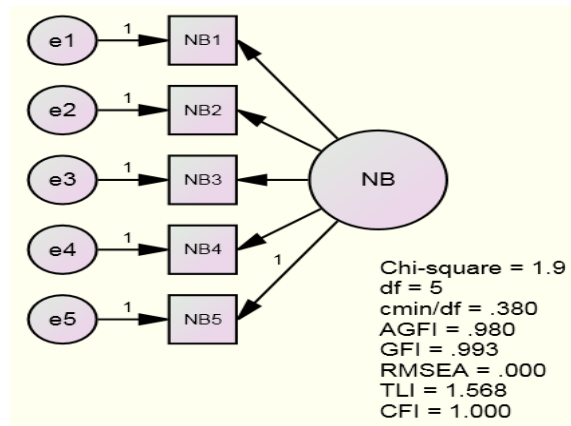 1
e1 NB1
1
e2 NB2
1
e3 NB3 NB
1
e4 NB4
1
1
e5 NB5
Chi-square = 1.9
df = 5
cmin/df = .380
AGFI = .980
GFI = .993
RMSEA = .000
TLI = 1.568
CFI = 1.000